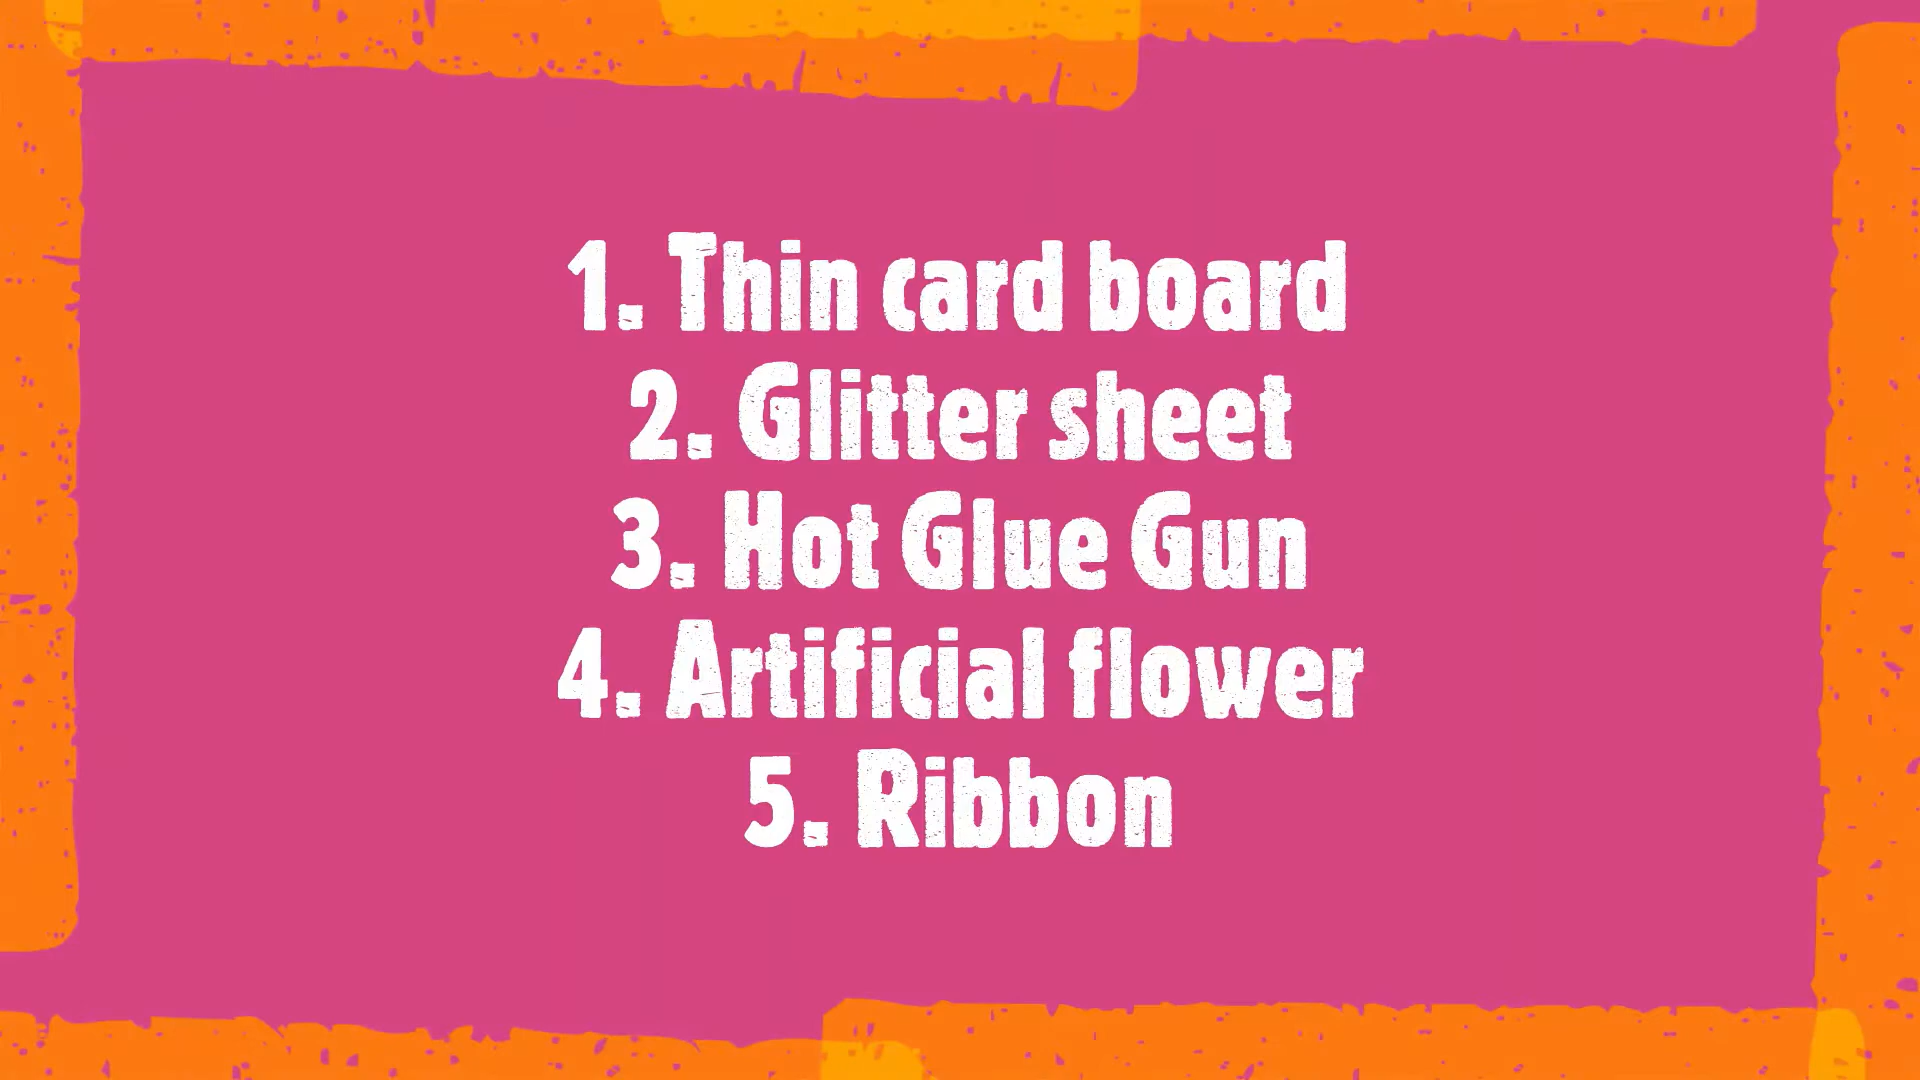 1. Thin card board
2. Glitter sheet
3. Hot Glue Gun
4. Artificial flower
5. Ribbon